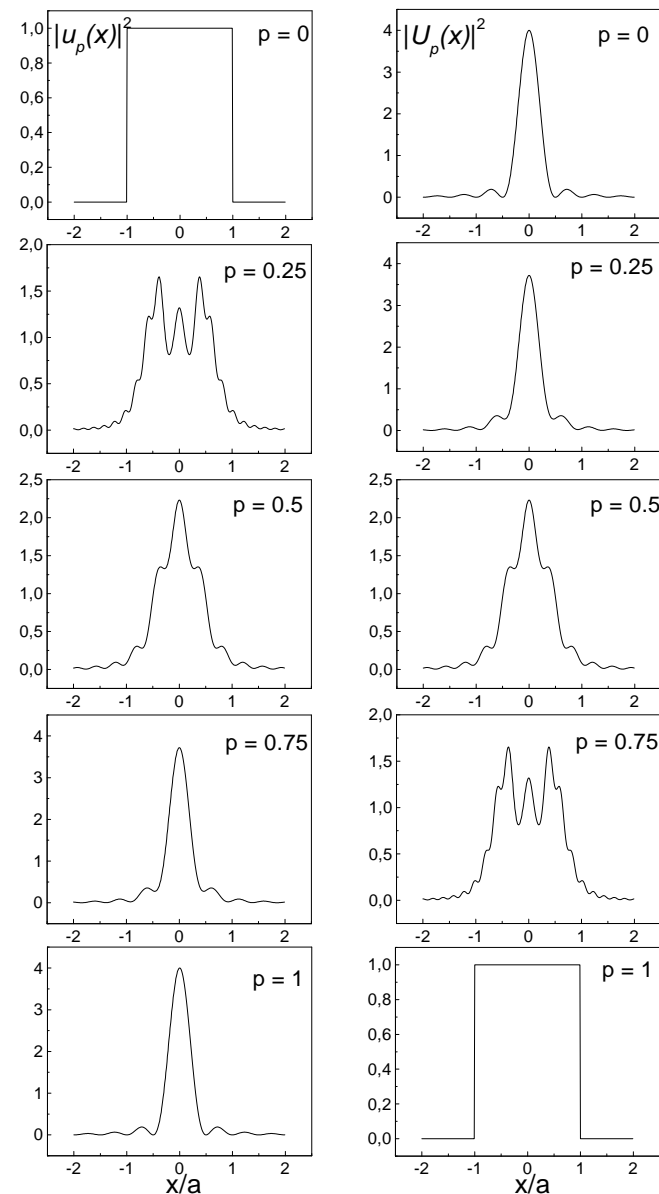 |u_p(x)|²
p = 0
1,0
0,8
0,6
0,4
0,2
0,0
-2 -1 0 1 2
|U_p(x)|²
p = 0
4
3
2
1
0
-2 -1 0 1 2
p = 0.25
2,0
1,5
1,0
0,5
0,0
-2 -1 0 1 2
p = 0.25
4
3
2
1
0
-2 -1 0 1 2
p = 0.5
2,5
2,0
1,5
1,0
0,5
0,0
-2 -1 0 1 2
p = 0.5
2,5
2,0
1,5
1,0
0,5
0,0
-2 -1 0 1 2
p = 0.75
4
3
2
1
0
-2 -1 0 1 2
p = 0.75
2,0
1,5
1,0
0,5
0,0
-2 -1 0 1 2
p = 1
4
3
2
1
0
-2 -1 0 1 2
x/a
p = 1
1,0
0,8
0,6
0,4
0,2
0,0
-2 -1 0 1 2
x/a